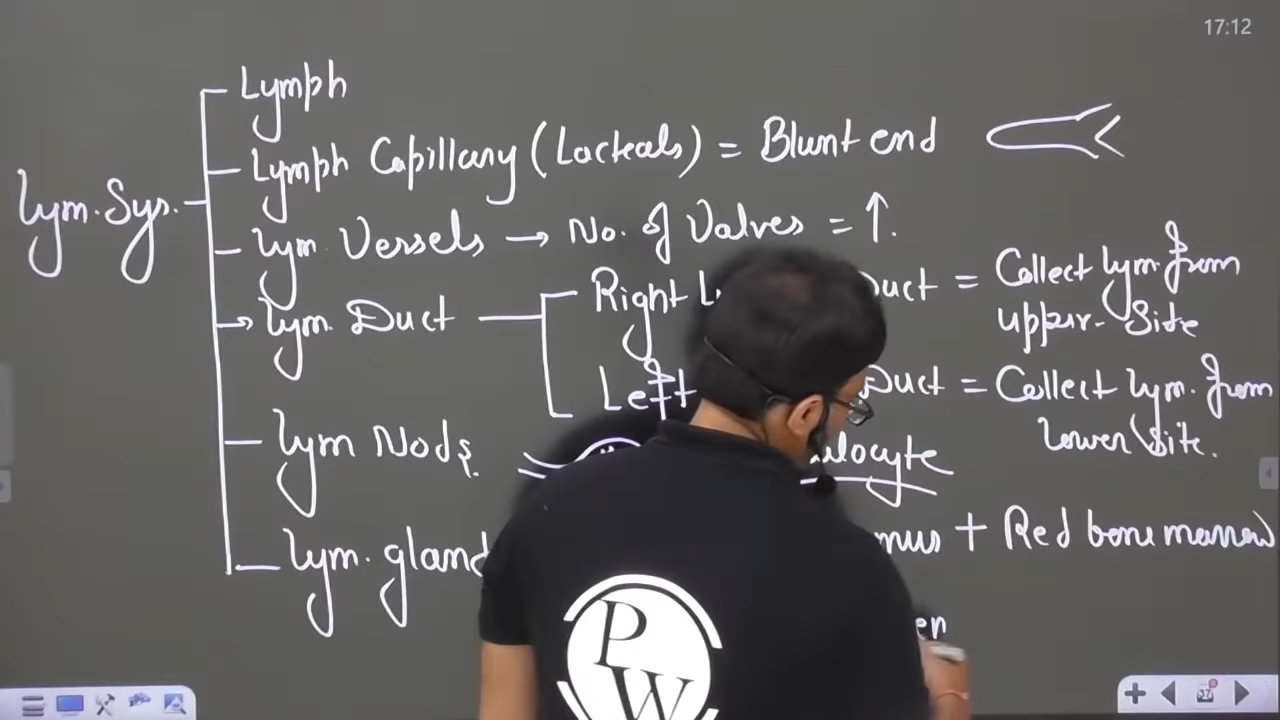 17:12
Lymph
Lymph Capillary (Lacteals) = Blunt end
Lym. Sys.
Lym. Vessels → No. of Valves = ↑.
Right Duct = Collect Lym. from
upper Site
→ Lym. Duct
Left Duct = Collect Lym. from
lower Site.
Lym Nods.
Lym. gland + Red bone marrow
PW